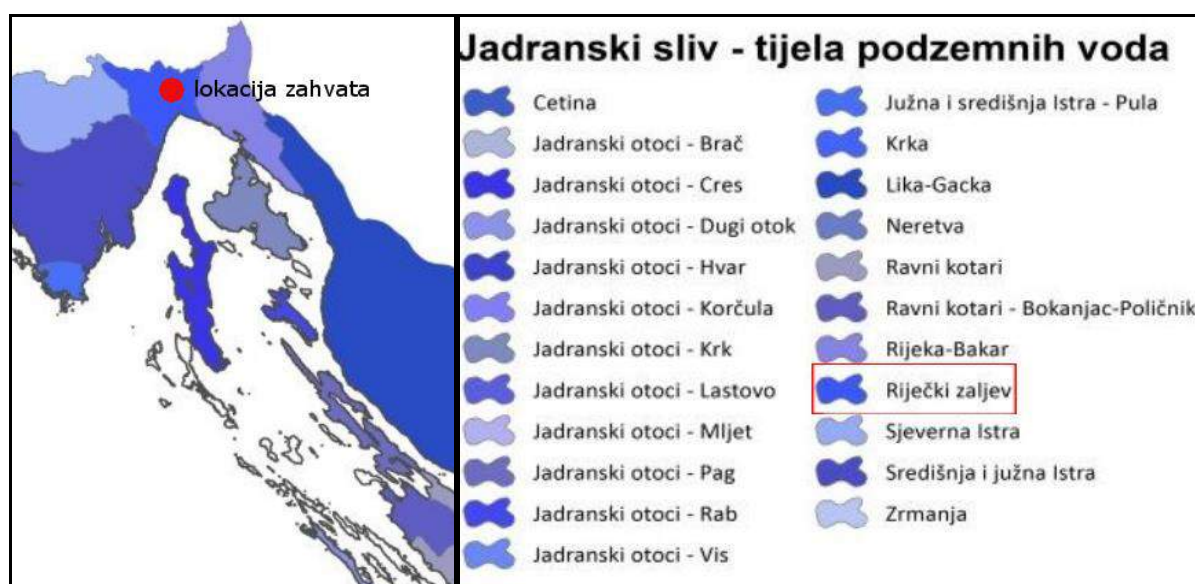 lokacija zahvata
Jadranski sliv - tijela podzemnih voda
Cetina
Jadranski otoci - Brač
Jadranski otoci - Cres
Jadranski otoci - Dugi otok
Jadranski otoci - Hvar
Jadranski otoci - Korčula
Jadranski otoci - Krk
Jadranski otoci - Lastovo
Jadranski otoci - Mljet
Jadranski otoci - Pag
Jadranski otoci - Rab
Jadranski otoci - Vis
Južna i središnja Istra - Pula
Krka
Lika-Gacka
Neretva
Ravni kotari
Ravni kotari - Bokanjac-Poličnik
Rijeka-Bakar
Riječki zaljev
Sjeverna Istra
Središnja i južna Istra
Zrmanja